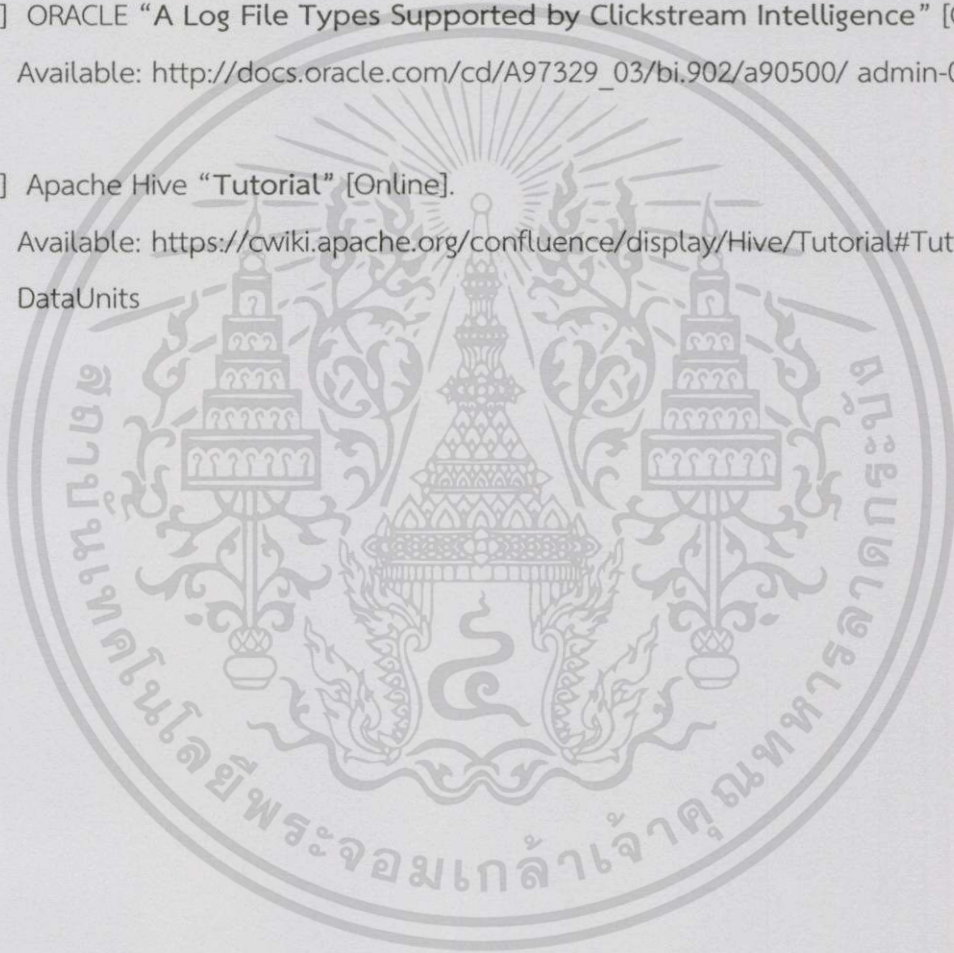 ] ORACLE “A Log File Types Supported by Clickstream Intelligence” [
Available: http://docs.oracle.com/cd/A97329_03/bi.902/a90500/ admin-
] Apache Hive “Tutorial” [Online].
Available: https://cwiki.apache.org/confluence/display/Hive/Tutorial#Tut
DataUnits
สถาบันเทคโนโลยีพระจอมเกล้าเจ้าคุณทหารลาดกระบัง